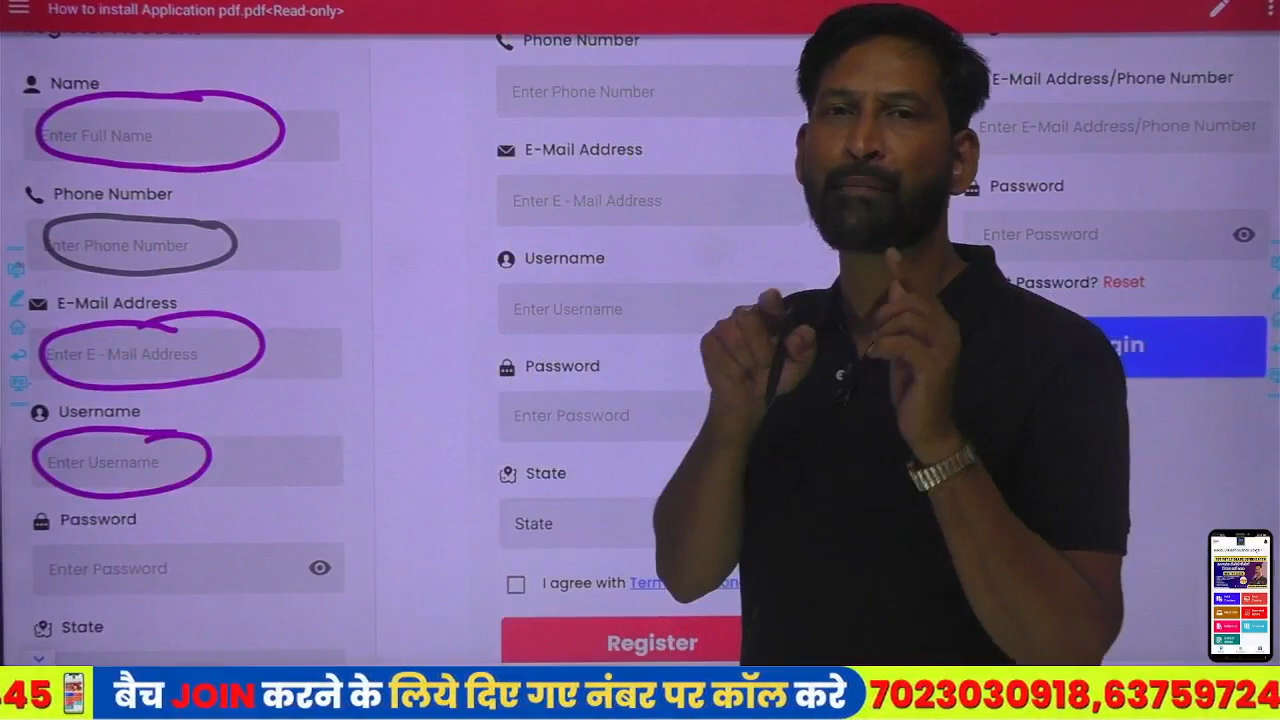 How to install Application pdf.pdf<Read-only>
Name
Enter Full Name
Phone Number
Enter Phone Number
E-Mail Address
Enter E - Mail Address
Username
Enter Username
Password
Enter Password
State
Phone Number
Enter Phone Number
E-Mail Address
Enter E - Mail Address
Username
Enter Username
Password
Enter Password
State
State
I agree with
Register
E-Mail Address/Phone Number
Enter E-Mail Address/Phone Number
Password
Enter Password
Password? Reset
बैच JOIN करने के लिये दिए गए नंबर पर कॉल करे 7023030918,63759724
45